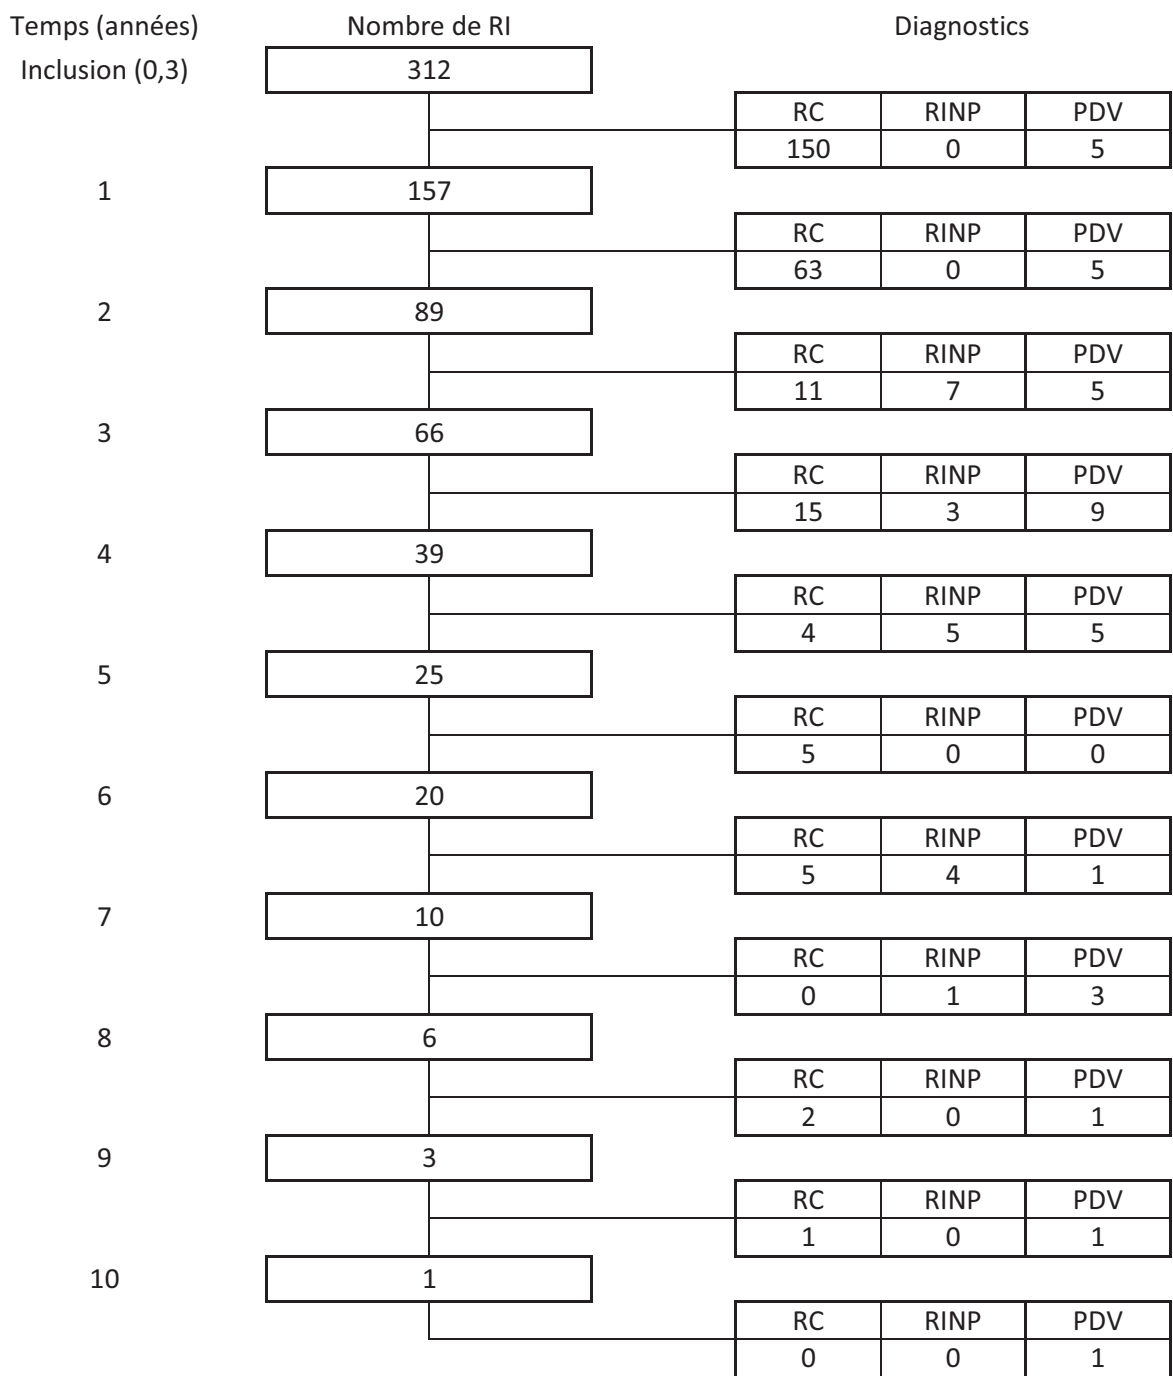 Temps (années) Nombre de RI Diagnostics
Inclusion (0,3) 312
RC RINP PDV
150 0 5
1 157
RC RINP PDV
63 0 5
2 89
RC RINP PDV
11 7 5
3 66
RC RINP PDV
15 3 9
4 39
RC RINP PDV
4 5 5
5 25
RC RINP PDV
5 0 0
6 20
RC RINP PDV
5 4 1
7 10
RC RINP PDV
0 1 3
8 6
RC RINP PDV
2 0 1
9 3
RC RINP PDV
1 0 1
10 1
RC RINP PDV
0 0 1